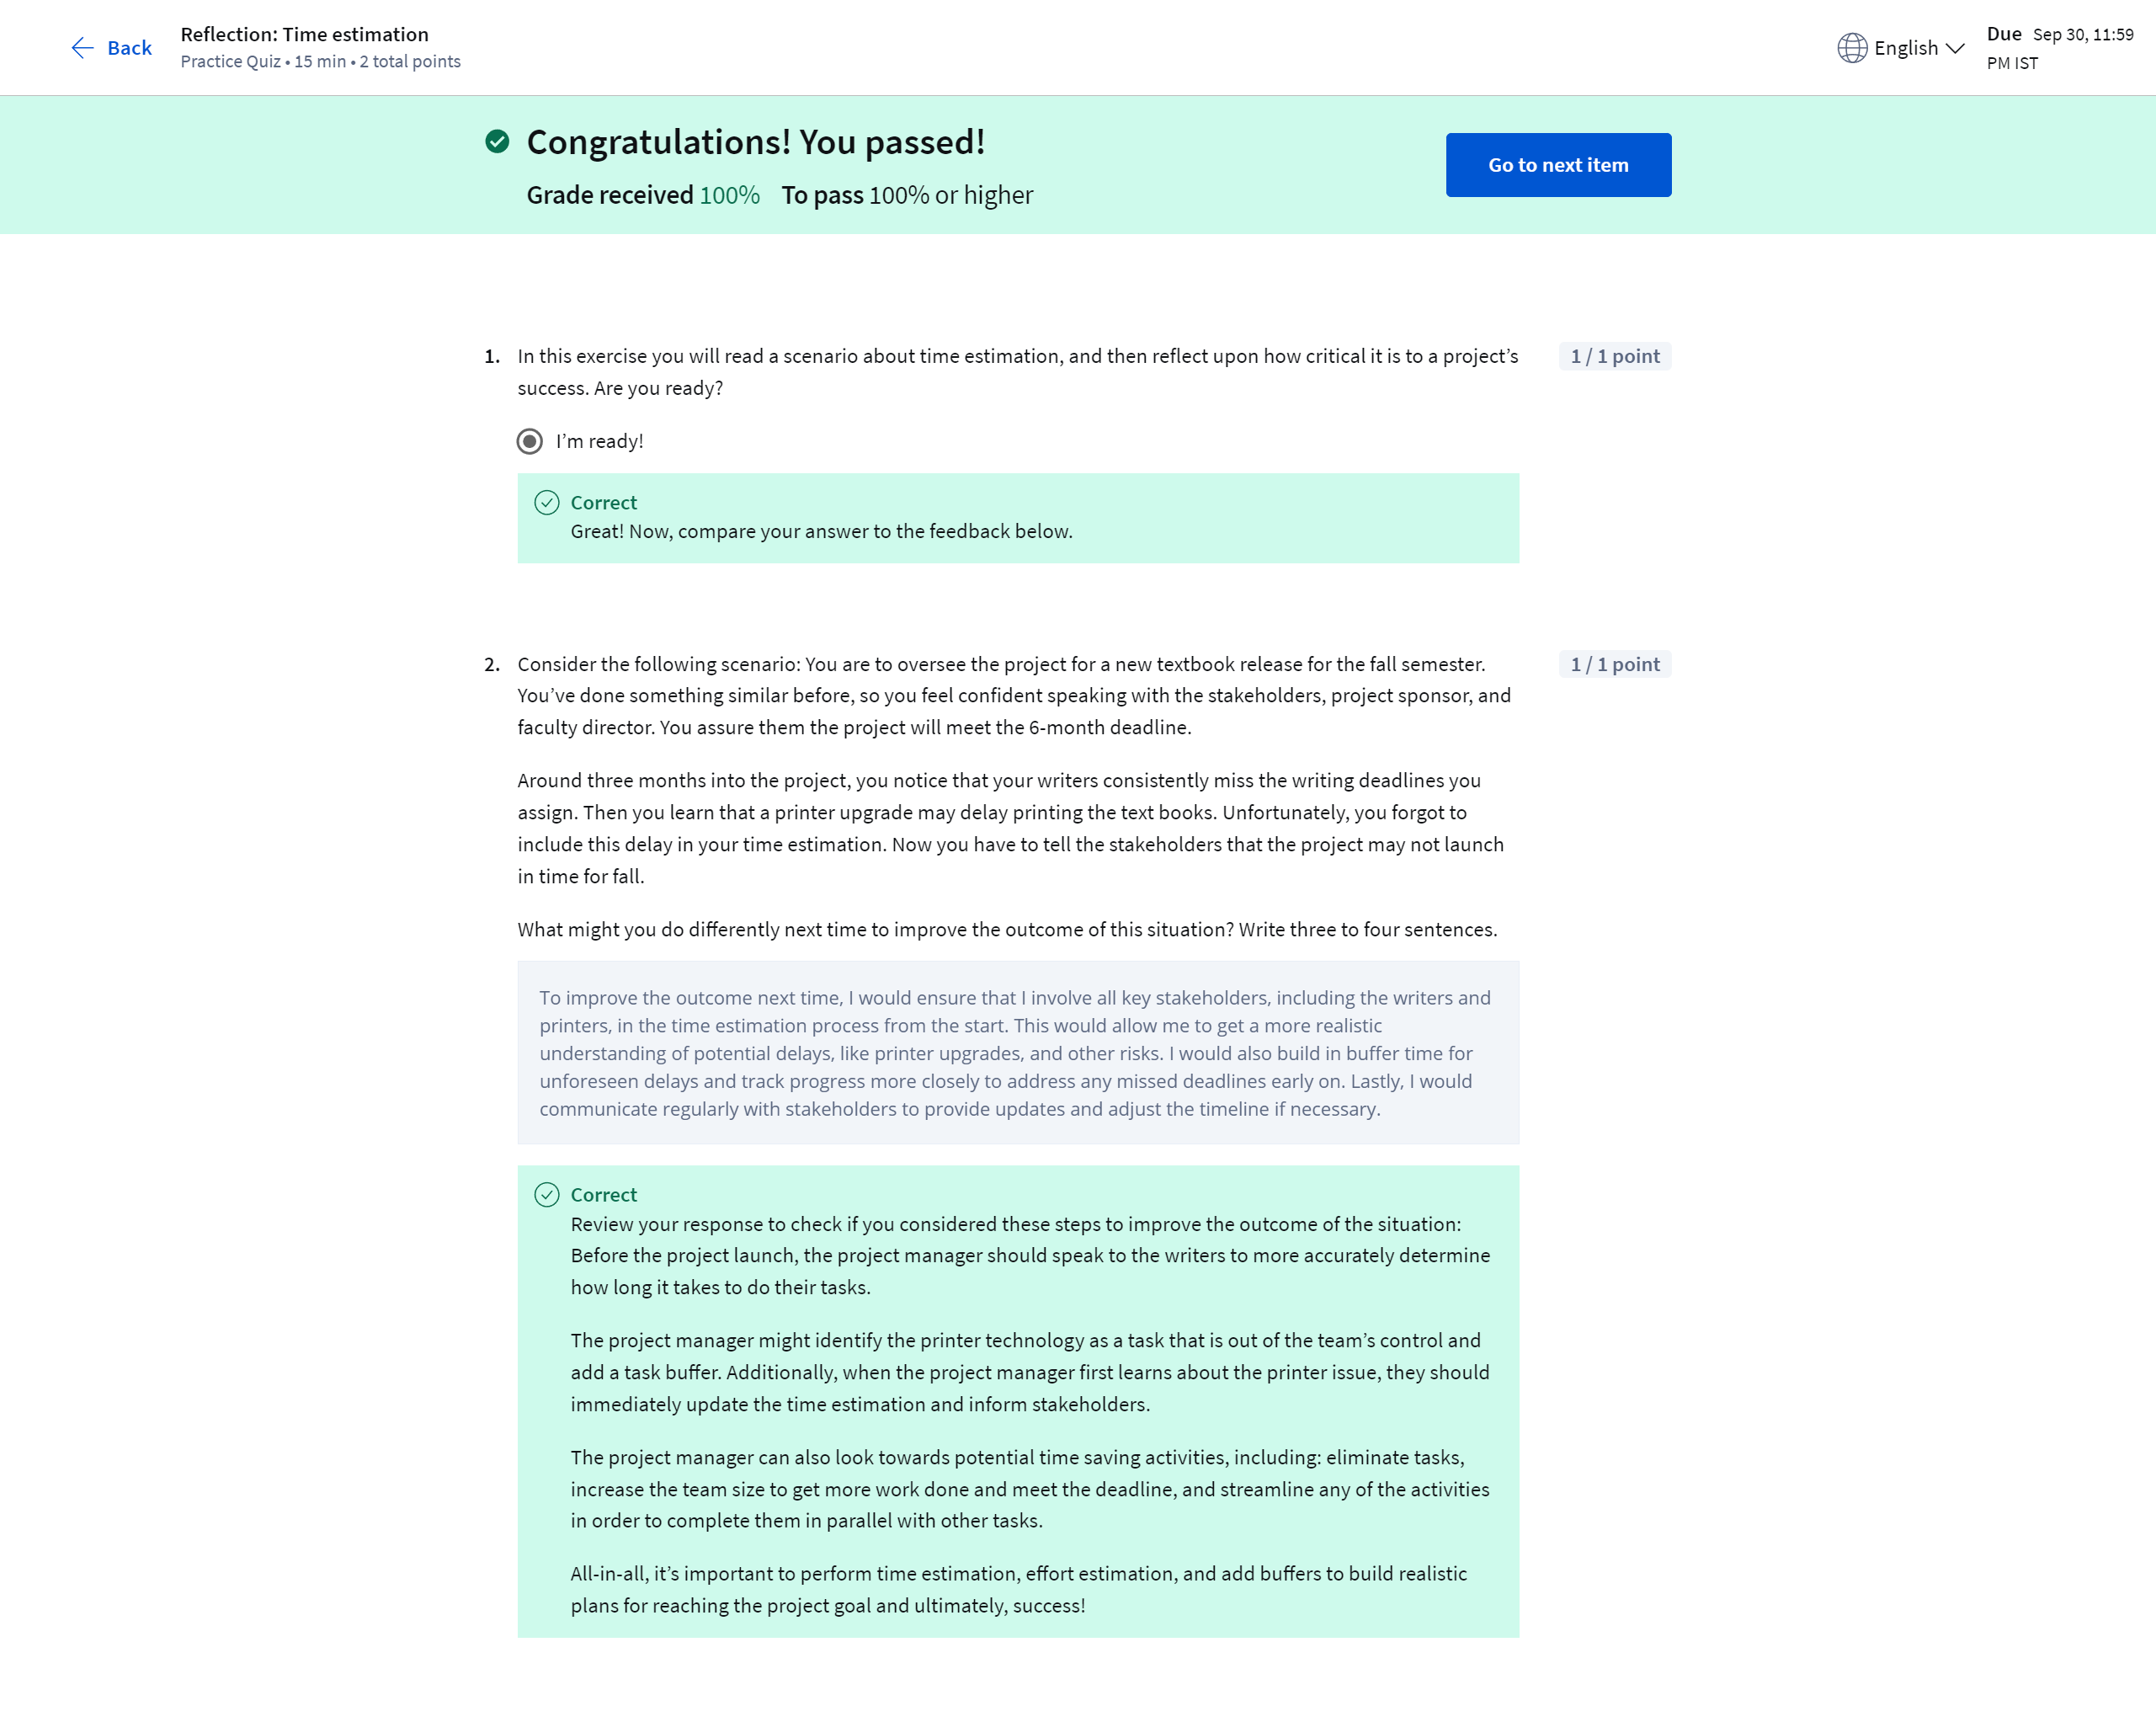 Back
Reflection: Time estimation
Practice Quiz • 15 min • 2 total points
English
Due Sep 30, 11:59
PM IST
Congratulations! You passed!
Grade received 100% To pass 100% or higher
Go to next item
1. In this exercise you will read a scenario about time estimation, and then reflect upon how critical it is to a project’s
success. Are you ready?
1 / 1 point
I’m ready!
Correct
Great! Now, compare your answer to the feedback below.
2. Consider the following scenario: You are to oversee the project for a new textbook release for the fall semester.
You’ve done something similar before, so you feel confident speaking with the stakeholders, project sponsor, and
faculty director. You assure them the project will meet the 6-month deadline.
1 / 1 point
Around three months into the project, you notice that your writers consistently miss the writing deadlines you
assign. Then you learn that a printer upgrade may delay printing the text books. Unfortunately, you forgot to
include this delay in your time estimation. Now you have to tell the stakeholders that the project may not launch
in time for fall.
What might you do differently next time to improve the outcome of this situation? Write three to four sentences.
To improve the outcome next time, I would ensure that I involve all key stakeholders, including the writers and
printers, in the time estimation process from the start. This would allow me to get a more realistic
understanding of potential delays, like printer upgrades, and other risks. I would also build in buffer time for
unforeseen delays and track progress more closely to address any missed deadlines early on. Lastly, I would
communicate regularly with stakeholders to provide updates and adjust the timeline if necessary.
Correct
Review your response to check if you considered these steps to improve the outcome of the situation:
Before the project launch, the project manager should speak to the writers to more accurately determine
how long it takes to do their tasks.
The project manager might identify the printer technology as a task that is out of the team’s control and
add a task buffer. Additionally, when the project manager first learns about the printer issue, they should
immediately update the time estimation and inform stakeholders.
The project manager can also look towards potential time saving activities, including: eliminate tasks,
increase the team size to get more work done and meet the deadline, and streamline any of the activities
in order to complete them in parallel with other tasks.
All-in-all, it’s important to perform time estimation, effort estimation, and add buffers to build realistic
plans for reaching the project goal and ultimately, success!